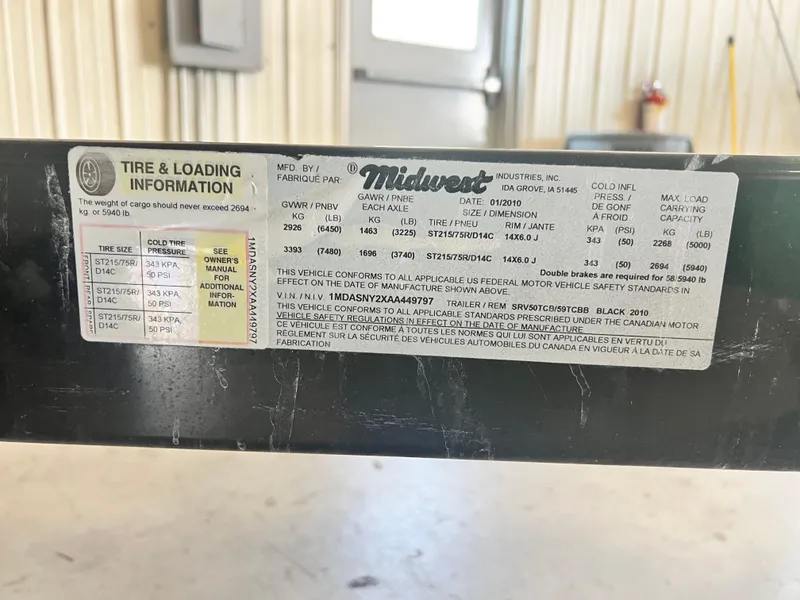 TIRE & LOADING
INFORMATION
The weight of cargo should never exceed 2694
kg. or 5940 lb.
TIRE SIZE COLD TIRE PRESSURE
ST215/75R/D14C 343 KPA, 50 PSI
ST215/75R/D14C 343 KPA, 50 PSI
ST215/75R/D14C 343 KPA, 50 PSI
SEE
OWNER'S
MANUAL
FOR
ADDITIONAL
INFOR-
MATION
FRONT REAR SPARE
1MDASNY2XAA449797
MFD. BY / FABRIQUÉ PAR: D Midwest INDUSTRIES, INC.
IDA GROVE, IA 51445
DATE: 01/2010
GVWR / PNBV GAWR / PNBE EACH AXLE SIZE / DIMENSION COLD INFL PRESS. / DE GONF À FROID MAX. LOAD CARRYING CAPACITY
KG (LB) KG (LB) TIRE / PNEU RIM / JANTE KPA (PSI) KG (LB)
2926 (6450) 1463 (3225) ST215/75R/D14C 14X6.0 J 343 (50) 2268 (5000)
3393 (7480) 1696 (3740) ST215/75R/D14C 14X6.0 J 343 (50) 2694 (5940)
Double brakes are required for 58/5940 lb
THIS VEHICLE CONFORMS TO ALL APPLICABLE US FEDERAL MOTOR VEHICLE SAFETY STANDARDS IN
EFFECT ON THE DATE OF MANUFACTURE SHOWN ABOVE.
V.I.N. / N.I.V. 1MDASNY2XAA449797 TRAILER / REM SRV50TCB/59TCBB BLACK 2010
THIS VEHICLE CONFORMS TO ALL APPLICABLE STANDARDS PRESCRIBED UNDER THE CANADIAN MOTOR
VEHICLE SAFETY REGULATIONS IN EFFECT ON THE DATE OF MANUFACTURE.
CE VÉHICULE EST CONFORME À TOUTES LES NORMES QUI LUI SONT APPLICABLES EN VERTU DU
RÈGLEMENT SUR LA SÉCURITÉ DES VÉHICULES AUTOMOBILES DU CANADA EN VIGUEUR À LA DATE DE SA
FABRICATION